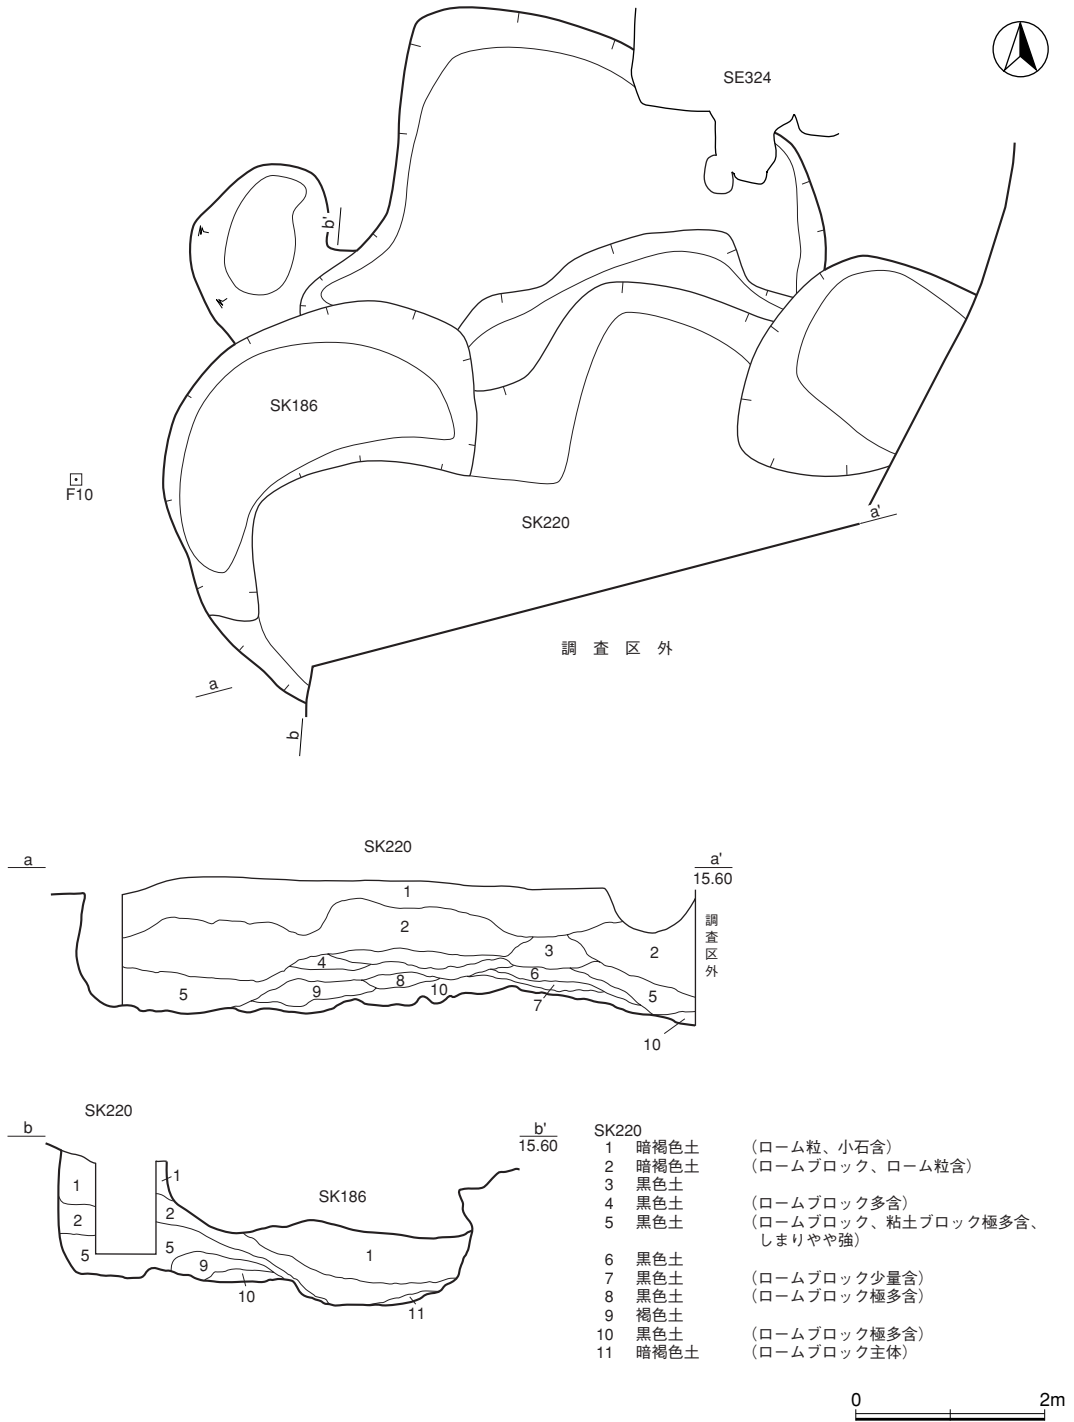 SE324
b'
SK186
F10
SK220
a'
調査区外
a
b
SK220
a
a'
15.60
1
2
3
2
4
5
9
8
10
6
7
5
10
調査区外
SK220
b
b'
15.60
SK186
1
1
2
2
5
5
9
10
1
11
SK220
1 暗褐色土 (ローム粒、小石含)
2 暗褐色土 (ロームブロック、ローム粒含)
3 黒色土
4 黒色土 (ロームブロック多含)
5 黒色土 (ロームブロック、粘土ブロック極多含、
しまりやや強)
6 黒色土
7 黒色土 (ロームブロック少量含)
8 黒色土 (ロームブロック極多含)
9 褐色土
10 黒色土 (ロームブロック極多含)
11 暗褐色土 (ロームブロック主体)
0 2m